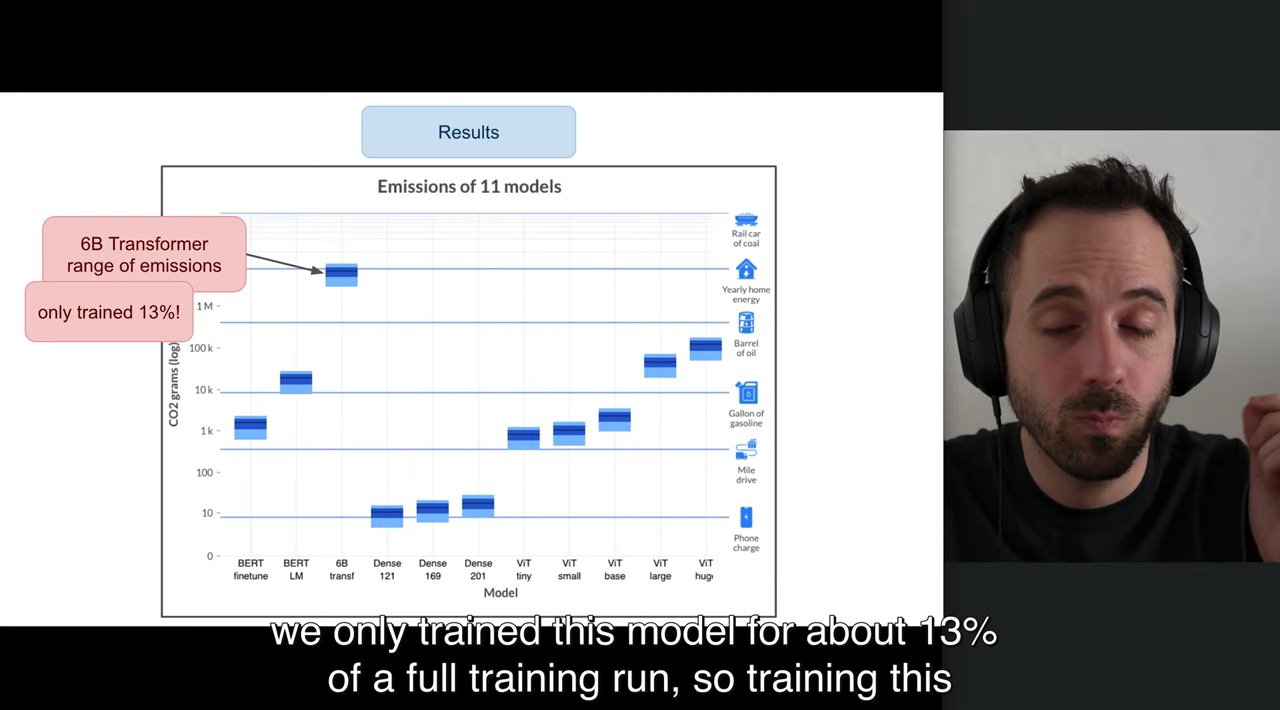 Results
Emissions of 11 models
6B Transformer
range of emissions
only trained 13%!
CO2 grams (log)
1 M
100 k
10 k
1 k
100
10
0
Rail car
of coal
Yearly home
energy
Barrel
of oil
Gallon of
gasoline
Mile
drive
Phone
charge
BERT
finetune
BERT
LM
6B
transf
Dense
121
Dense
169
Dense
201
ViT
tiny
ViT
small
ViT
base
ViT
large
ViT
huge
Model
we only trained this model for about 13%
of a full training run, so training this